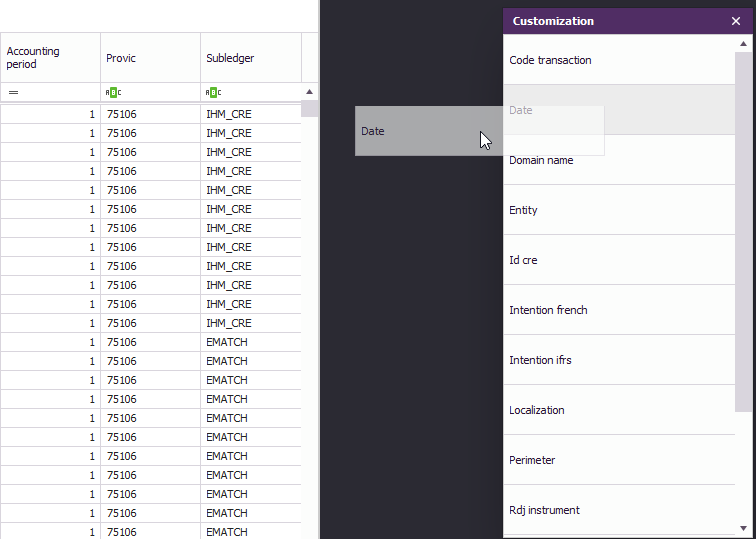 Accounting period Provic Subledger
= ABC ABC
1 75106 IHM_CRE
1 75106 IHM_CRE
1 75106 IHM_CRE
1 75106 IHM_CRE
1 75106 IHM_CRE
1 75106 IHM_CRE
1 75106 IHM_CRE
1 75106 IHM_CRE
1 75106 IHM_CRE
1 75106 IHM_CRE
1 75106 IHM_CRE
1 75106 IHM_CRE
1 75106 EMATCH
1 75106 EMATCH
1 75106 EMATCH
1 75106 EMATCH
1 75106 EMATCH
1 75106 EMATCH
1 75106 EMATCH
1 75106 EMATCH
1 75106 EMATCH
1 75106 EMATCH
1 75106 EMATCH
Date
Customization
Code transaction
Date
Domain name
Entity
Id cre
Intention french
Intention ifrs
Localization
Perimeter
Rdj instrument